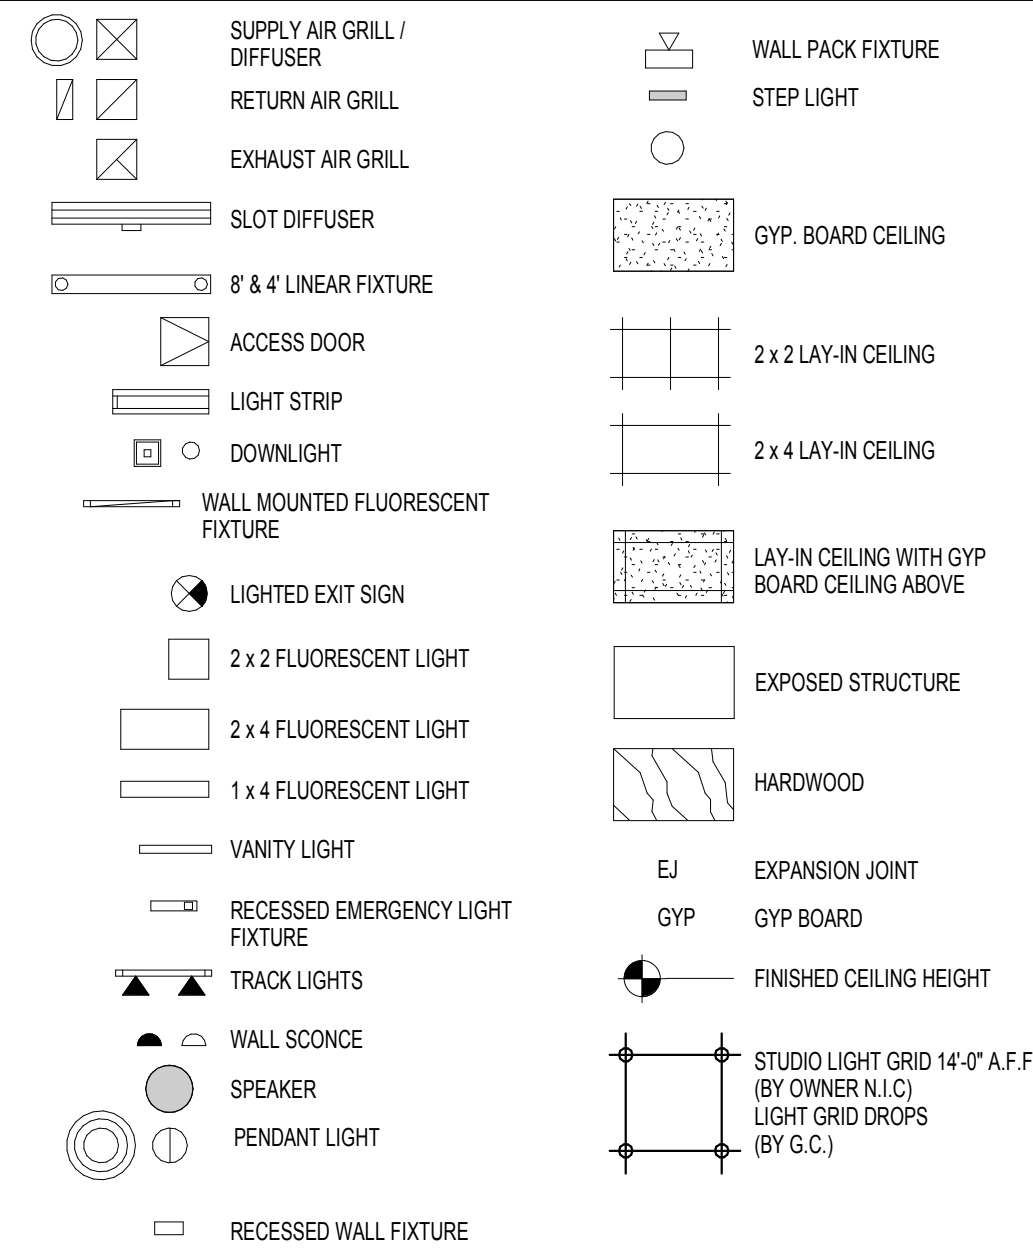 SUPPLY AIR GRILL /
DIFFUSER
RETURN AIR GRILL
EXHAUST AIR GRILL
SLOT DIFFUSER
8' & 4' LINEAR FIXTURE
ACCESS DOOR
LIGHT STRIP
DOWNLIGHT
WALL MOUNTED FLUORESCENT
FIXTURE
LIGHTED EXIT SIGN
2 x 2 FLUORESCENT LIGHT
2 x 4 FLUORESCENT LIGHT
1 x 4 FLUORESCENT LIGHT
VANITY LIGHT
RECESSED EMERGENCY LIGHT
FIXTURE
TRACK LIGHTS
WALL SCONCE
SPEAKER
PENDANT LIGHT
RECESSED WALL FIXTURE
WALL PACK FIXTURE
STEP LIGHT
GYP. BOARD CEILING
2 x 2 LAY-IN CEILING
2 x 4 LAY-IN CEILING
LAY-IN CEILING WITH GYP
BOARD CEILING ABOVE
EXPOSED STRUCTURE
HARDWOOD
EJ EXPANSION JOINT
GYP GYP BOARD
FINISHED CEILING HEIGHT
STUDIO LIGHT GRID 14'-0" A.F.F
(BY OWNER N.I.C)
LIGHT GRID DROPS
(BY G.C.)